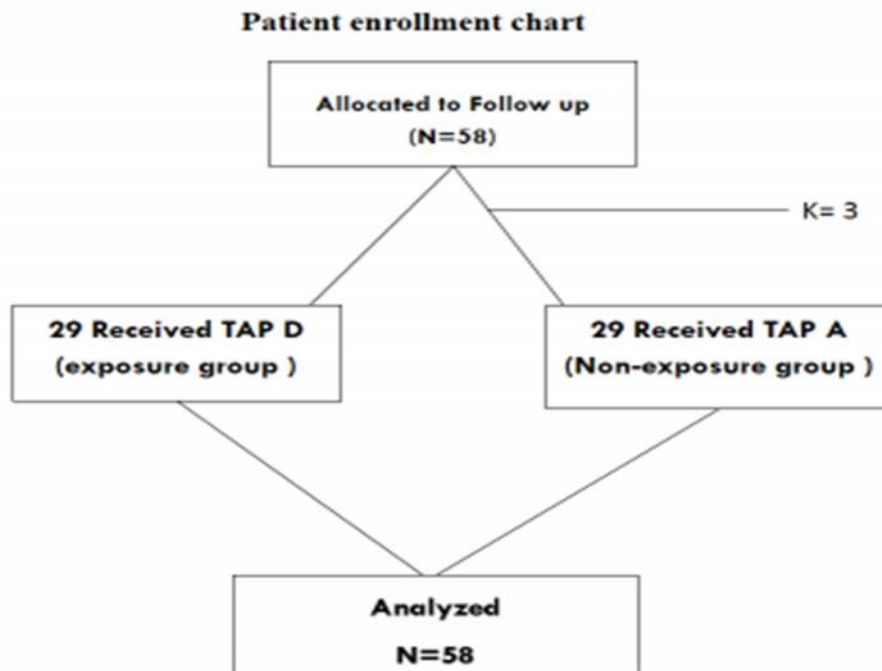 Patient enrollment chart
Allocated to Follow up
(N=58)
K= 3
29 Received TAP D
(exposure group )
29 Received TAP A
(Non-exposure group )
Analyzed
N=58